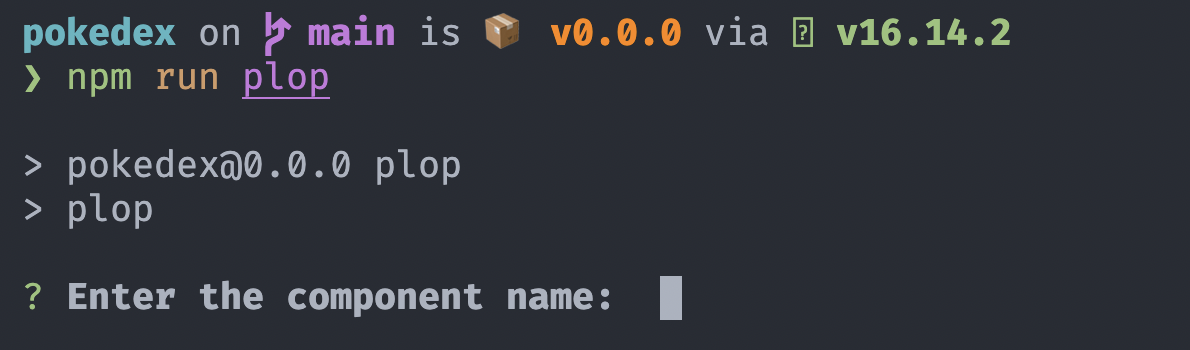 pokedex on main is 📦 v0.0.0 via v16.14.2
❯ npm run plop
> pokedex@0.0.0 plop
> plop
? Enter the component name: